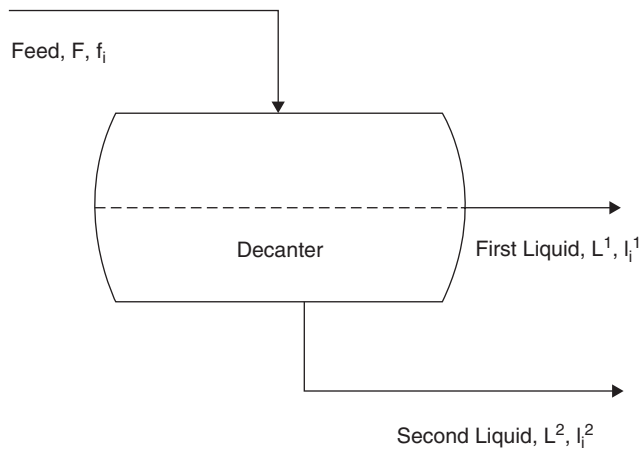 Feed, F, fᵢ
Decanter
First Liquid, L¹, lᵢ¹
Second Liquid, L², lᵢ²